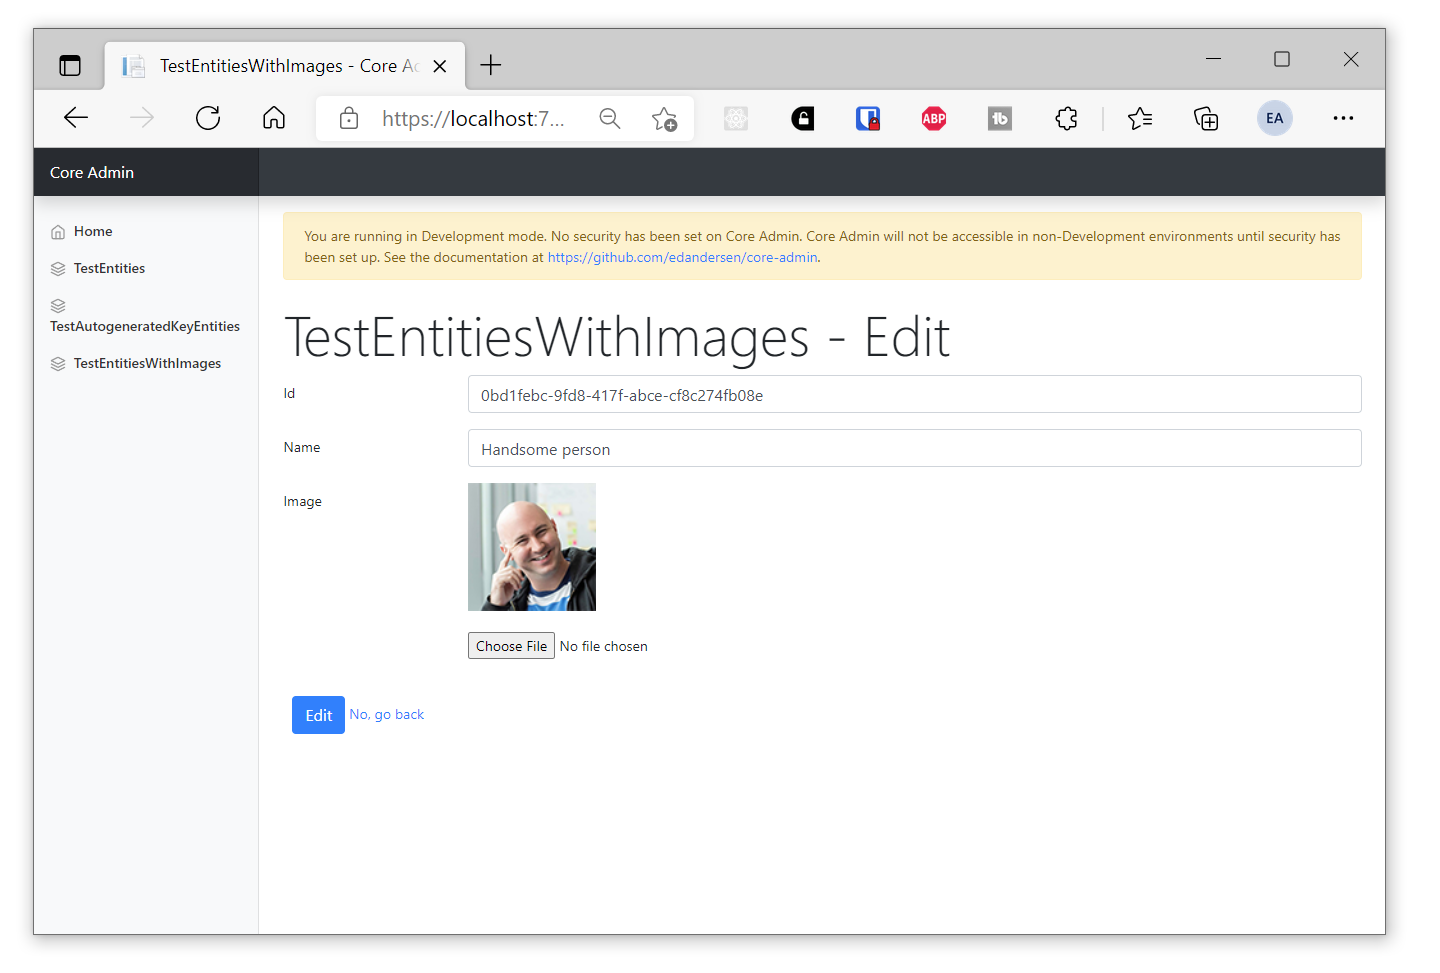 TestEntitiesWithImages - Core Ac
https://localhost:7...
ABP
EA
Core Admin
Home
TestEntities
TestAutogeneratedKeyEntities
TestEntitiesWithImages
You are running in Development mode. No security has been set on Core Admin. Core Admin will not be accessible in non-Development environments until security has
been set up. See the documentation at https://github.com/edandersen/core-admin.
TestEntitiesWithImages - Edit
Id
0bd1febc-9fd8-417f-abce-cf8c274fb08e
Name
Handsome person
Image
Choose File No file chosen
Edit No, go back